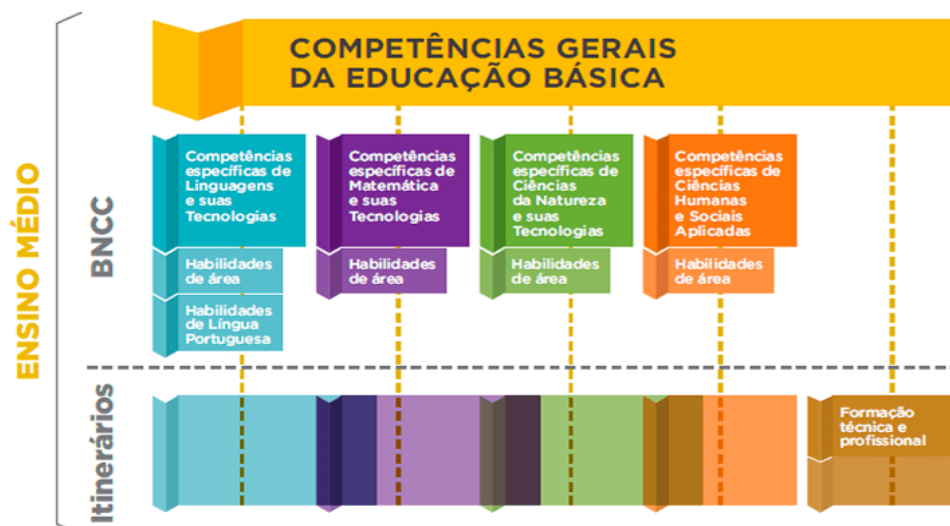 COMPETÊNCIAS GERAIS
DA EDUCAÇÃO BÁSICA
ENSINO MÉDIO
BNCC
Competências
específicas de
Linguagens
e suas
Tecnologias
Habilidades
de área
Habilidades
de Língua
Portuguesa
Competências
específicas de
Matemática
e suas
Tecnologias
Habilidades
de área
Competências
específicas de
Ciências
da Natureza
e suas
Tecnologias
Habilidades
de área
Competências
específicas de
Ciências
Humanas
e Sociais
Aplicadas
Habilidades
de área
Itinerários
Formação
técnica e
profissional